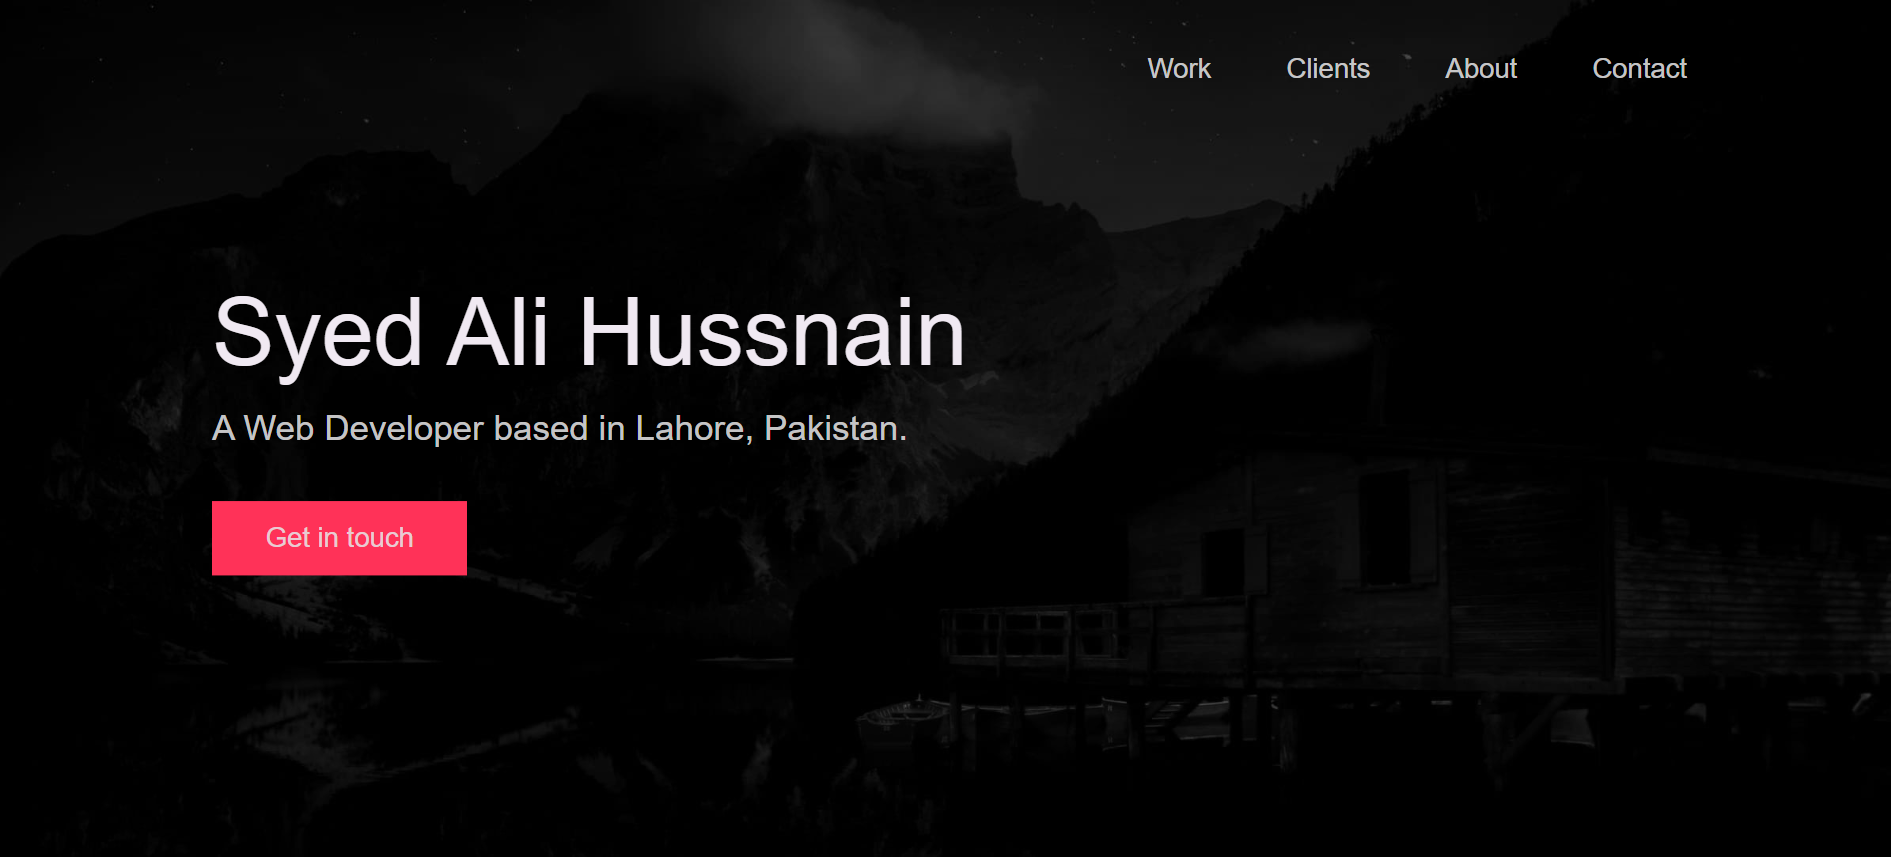 Work Clients About Contact
Syed Ali Hussnain
A Web Developer based in Lahore, Pakistan.
Get in touch